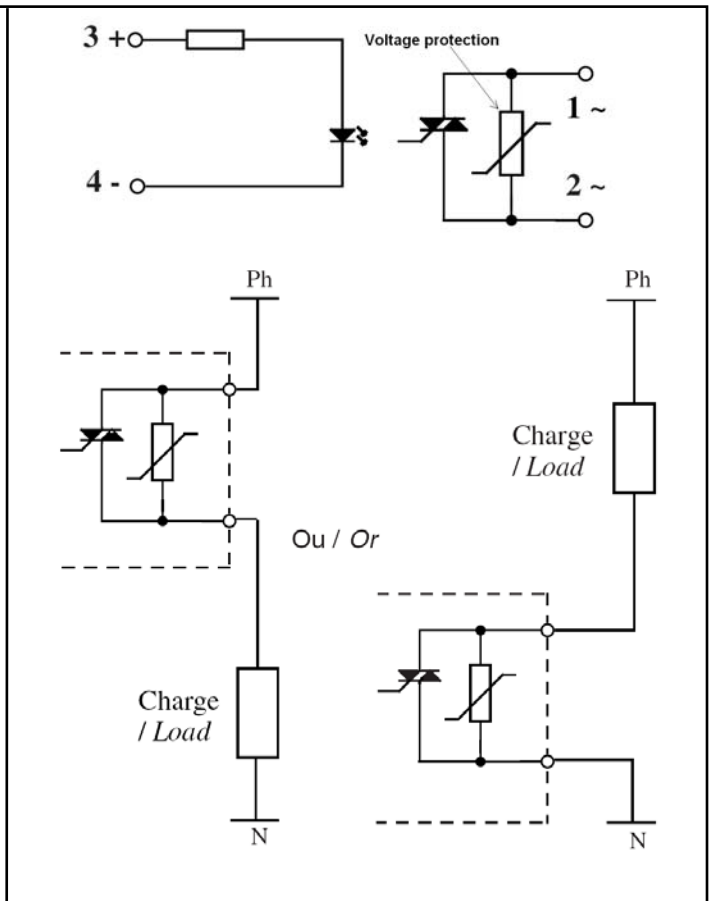 3 +
Voltage protection
1 ~
4 -
2 ~
Ph
Ph
Charge
/ Load
Ou / Or
Charge
/ Load
N
N